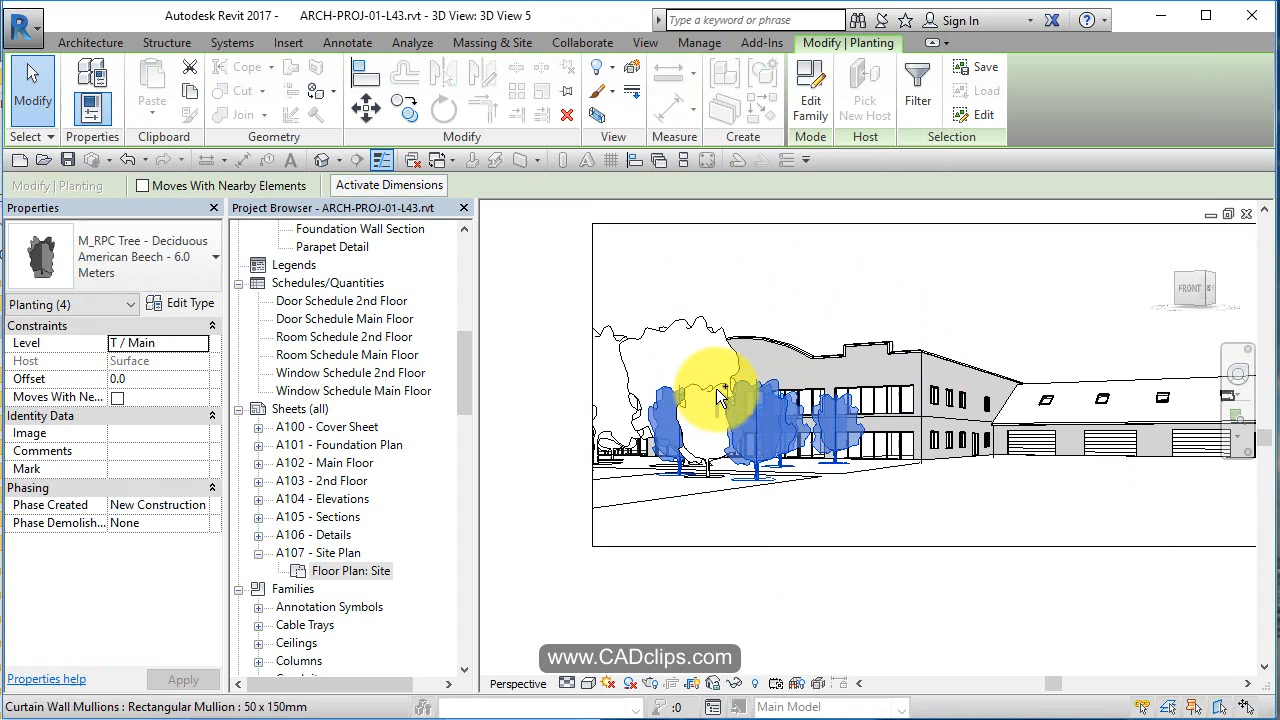 Autodesk Revit 2017 - ARCH-PROJ-01-L43.rvt - 3D View: 3D View 5
Type a keyword or phrase
Sign In
Architecture Structure Systems Insert Annotate Analyze Massing & Site Collaborate View Manage Add-Ins Modify | Planting
Modify
Select
Properties
Paste
Clipboard
Cope
Cut
Join
Geometry
Modify
View
Measure
Create
Edit Family
Mode
Pick New Host
Host
Filter
Save
Load
Edit
Selection
Modify | Planting
Moves With Nearby Elements
Activate Dimensions
Properties
M_RPC Tree - Deciduous
American Beech - 6.0
Meters
Planting (4)
Edit Type
Constraints
Level T / Main
Host Surface
Offset 0.0
Moves With Ne...
Identity Data
Image
Comments
Mark
Phasing
Phase Created New Construction
Phase Demolish... None
Properties help
Apply
Project Browser - ARCH-PROJ-01-L43.rvt
Foundation Wall Section
Parapet Detail
Legends
Schedules/Quantities
Door Schedule 2nd Floor
Door Schedule Main Floor
Room Schedule 2nd Floor
Room Schedule Main Floor
Window Schedule 2nd Floor
Window Schedule Main Floor
Sheets (all)
A100 - Cover Sheet
A101 - Foundation Plan
A102 - Main Floor
A103 - 2nd Floor
A104 - Elevations
A105 - Sections
A106 - Details
A107 - Site Plan
Floor Plan: Site
Families
Annotation Symbols
Cable Trays
Ceilings
Columns
FRONT
www.CADclips.com
Perspective
Curtain Wall Mullions : Rectangular Mullion : 50 x 150mm
:0
Main Model